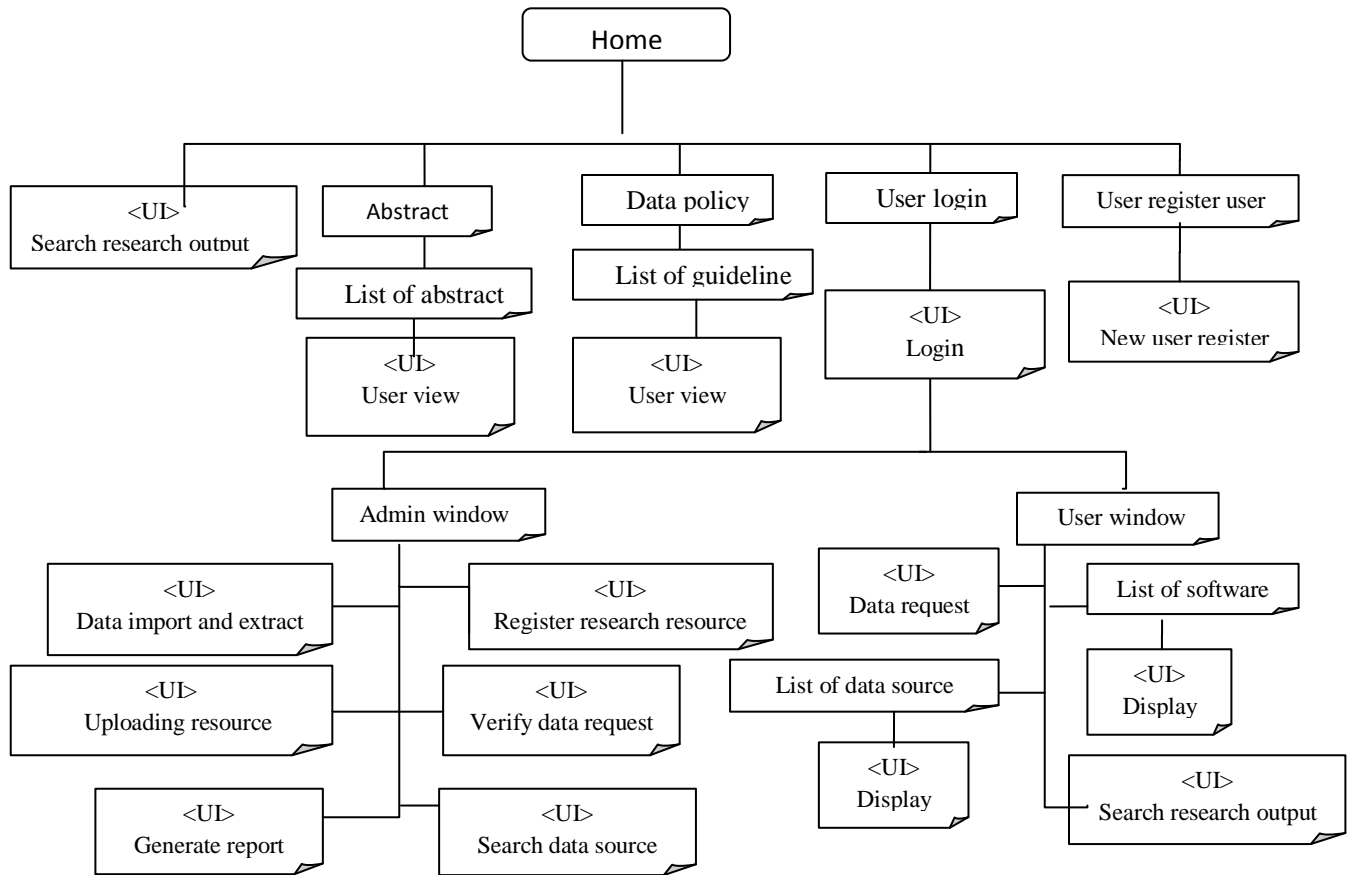 Home
<UI>
Search research output
Abstract
Data policy
User login
User register user
List of abstract
List of guideline
<UI>
Login
<UI>
New user register
<UI>
User view
<UI>
User view
Admin window
User window
<UI>
Data import and extract
<UI>
Register research resource
<UI>
Data request
List of software
<UI>
Uploading resource
<UI>
Verify data request
List of data source
<UI>
Display
<UI>
Generate report
<UI>
Search data source
<UI>
Display
<UI>
Search research output